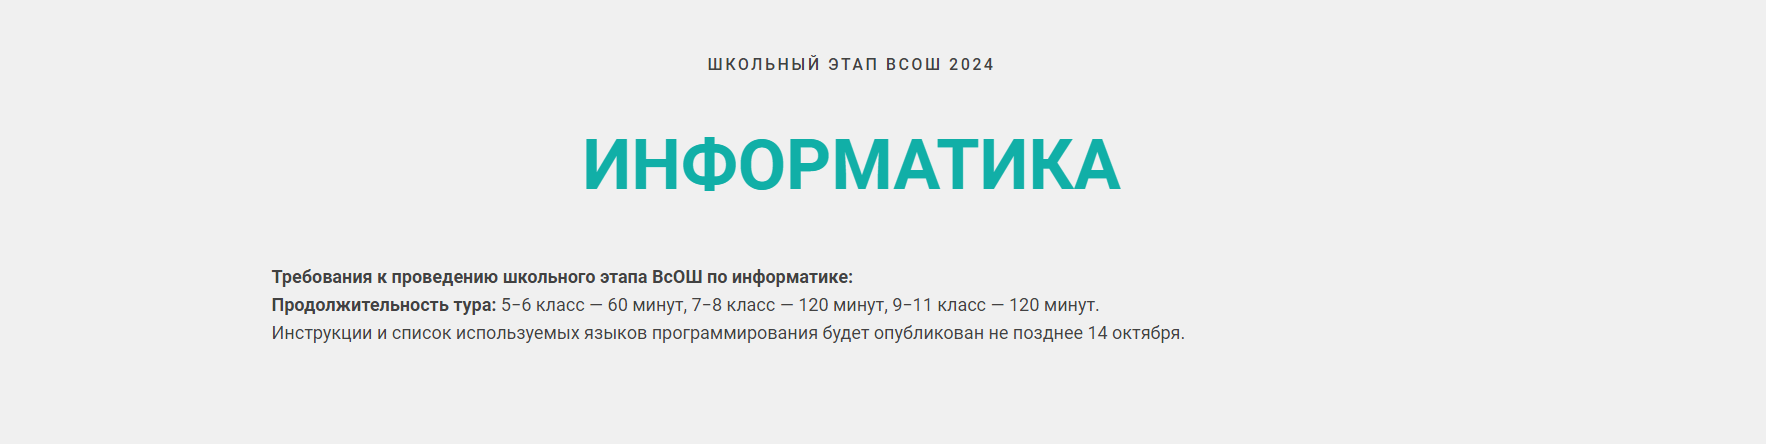 ШКОЛЬНЫЙ ЭТАП ВСОШ 2024
ИНФОРМАТИКА
Требования к проведению школьного этапа ВсОШ по информатике:
Продолжительность тура: 5–6 класс — 60 минут, 7–8 класс — 120 минут, 9–11 класс — 120 минут.
Инструкции и список используемых языков программирования будет опубликован не позднее 14 октября.